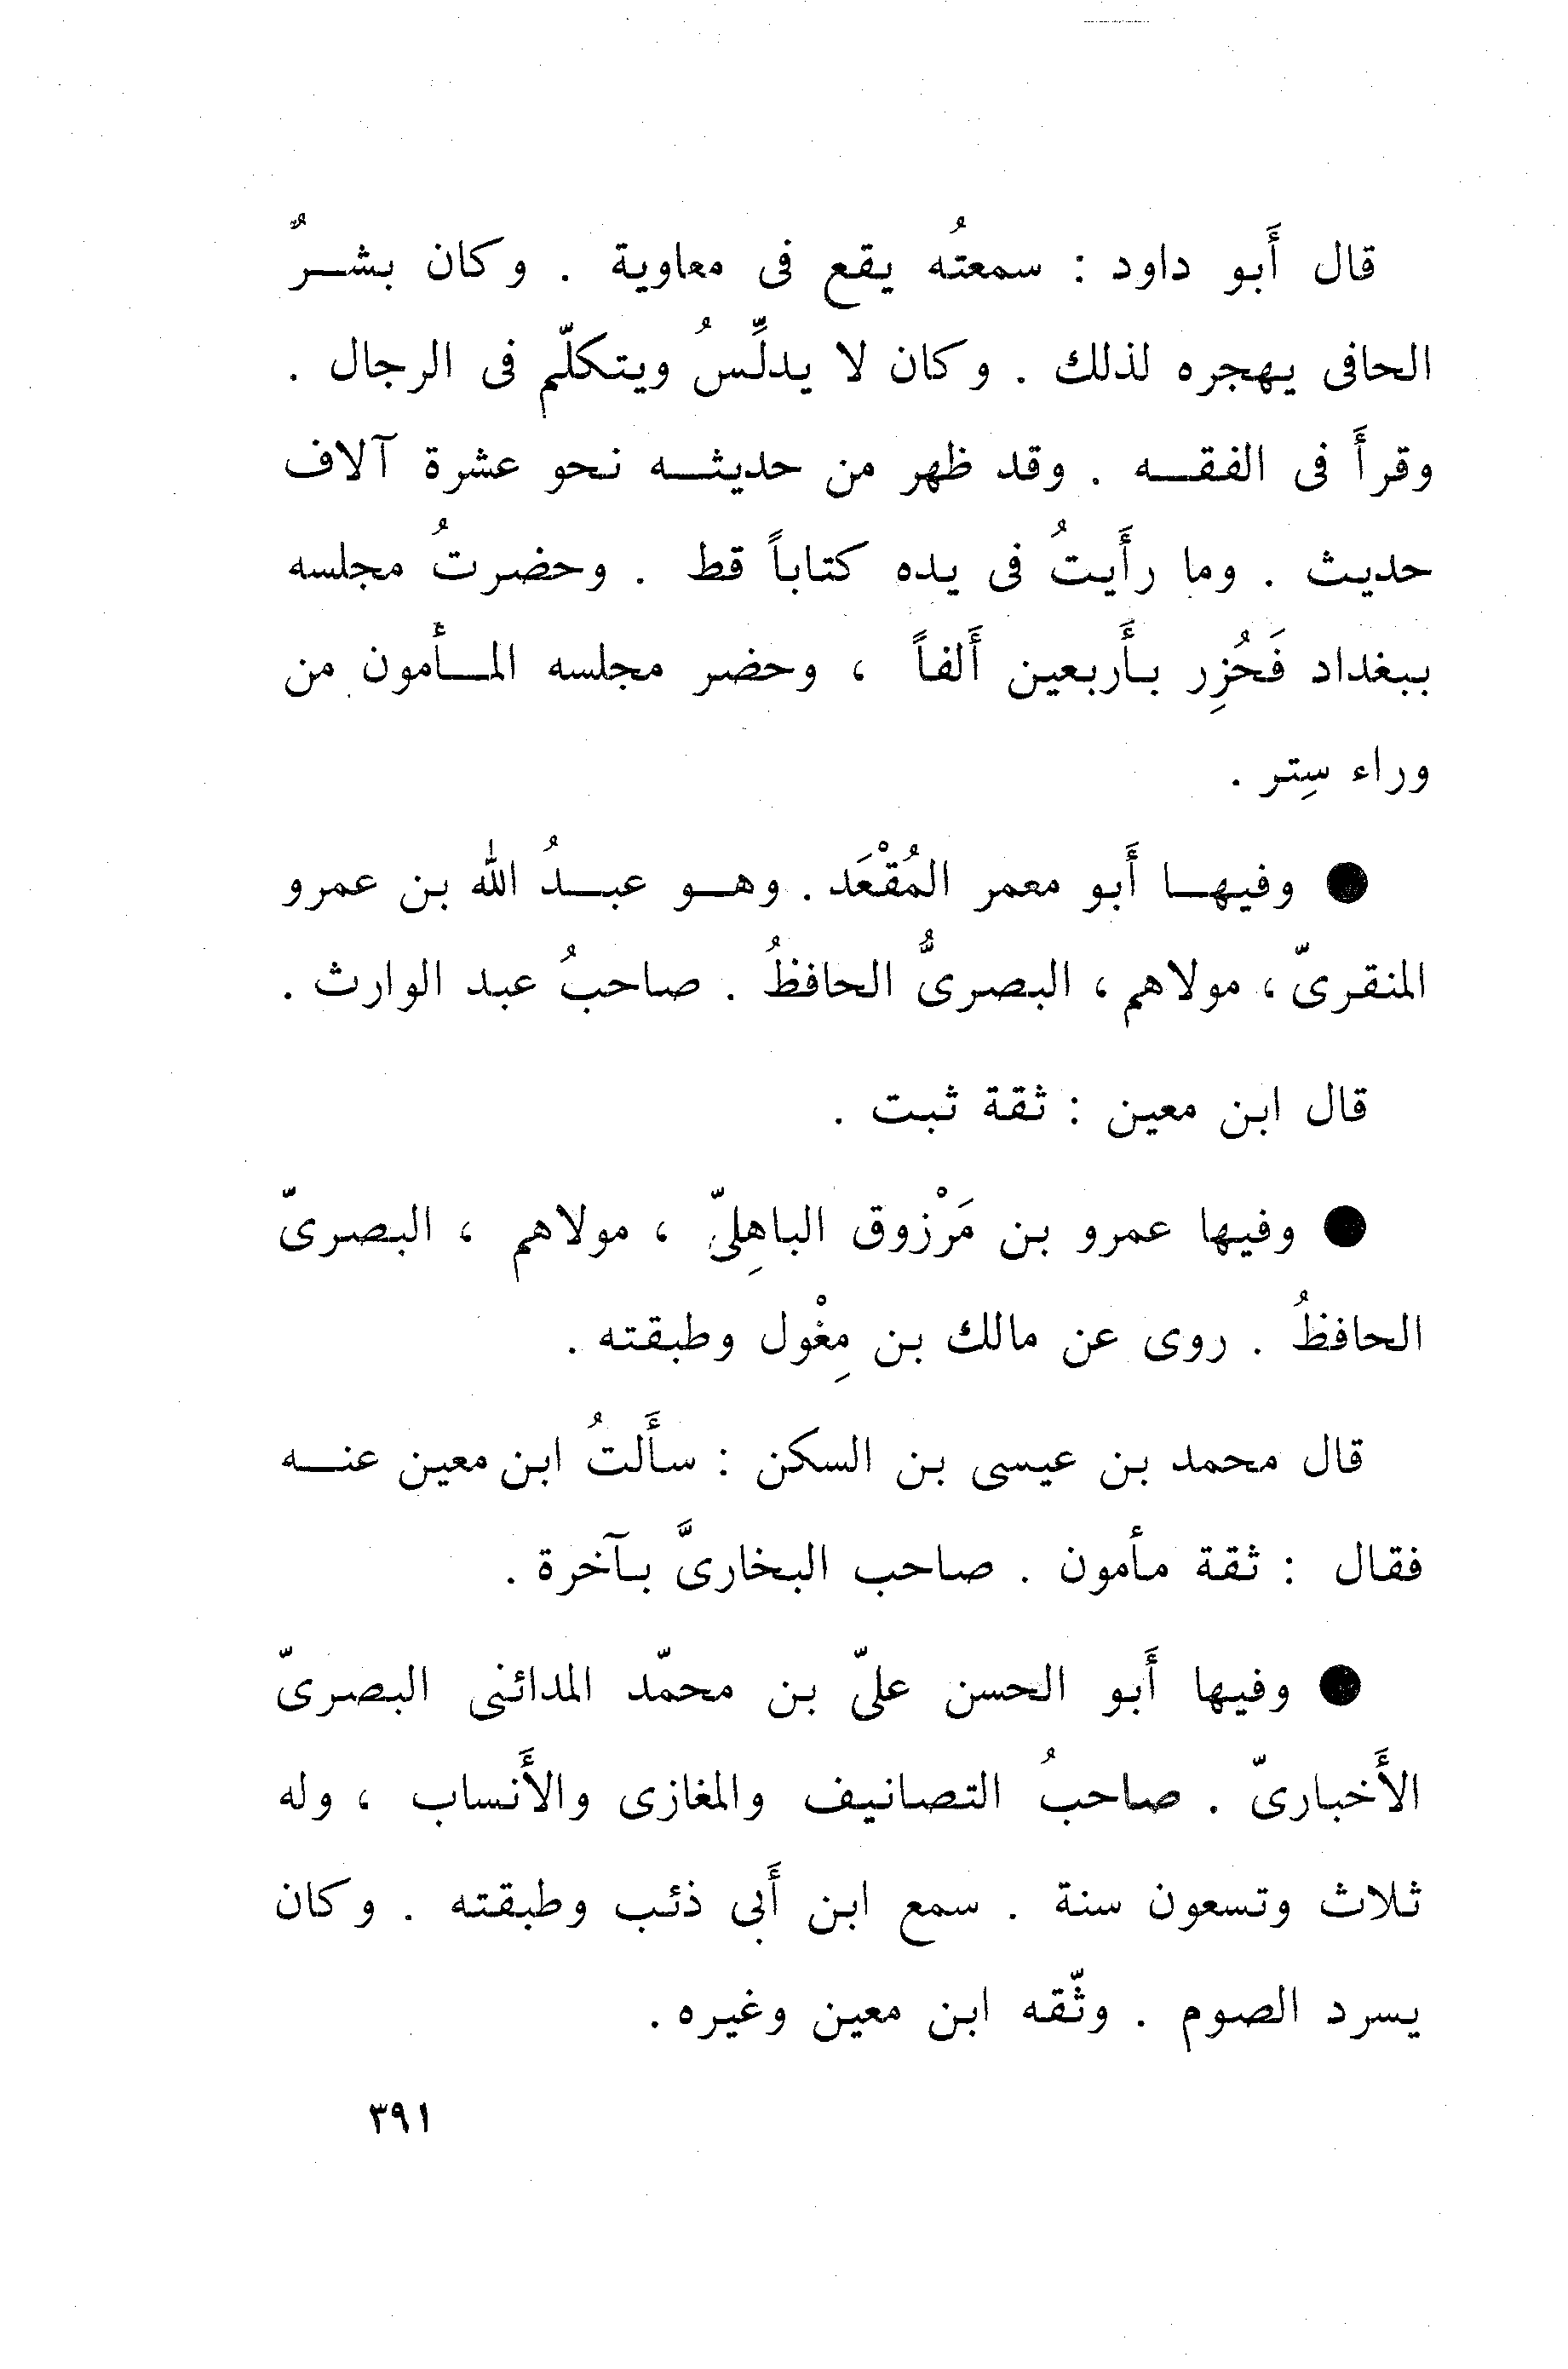 قال أَبو داود : سمعتُه يقع فى معاوية . وكان بشرٌ
الحافى يهجره لذلك . وكان لا يدلِّسُ ويتكلّم فى الرجال .
وقرأَ فى الفقه . وقد ظهر من حديثه نحو عشرة آلاف
حديث . وما رأَيتُ فى يده كتاباً قط . وحضرتُ مجلسه
ببغداد فَحُزِر بأَربعين أَلفاً ، وحضر مجلسه المأمون من
وراء سِتر .
● وفيها أَبو معمر المُقْعَد . وهو عبدُ الله بن عمرو
المنقرىّ ، مولاهم ، البصرىُّ الحافظُ . صاحبُ عبد الوارث .
قال ابن معين : ثقة ثبت .
● وفيها عمرو بن مَرْزوق الباهِلىّ ، مولاهم ، البصرىّ
الحافظُ . روى عن مالك بن مِغْول وطبقته .
قال محمد بن عيسى بن السكن : سأَلتُ ابن معين عنه
فقال : ثقة مأمون . صاحب البخارىَّ بآخرة .
● وفيها أَبو الحسن علىّ بن محمّد المدائنى البصرىّ
الأَخبارىّ . صاحبُ التصانيف والمغازى والأَنساب ، وله
ثلاث وتسعون سنة . سمع ابن أَبى ذئب وطبقته . وكان
يسرد الصوم . وثّقه ابن معين وغيره .
٣٩١